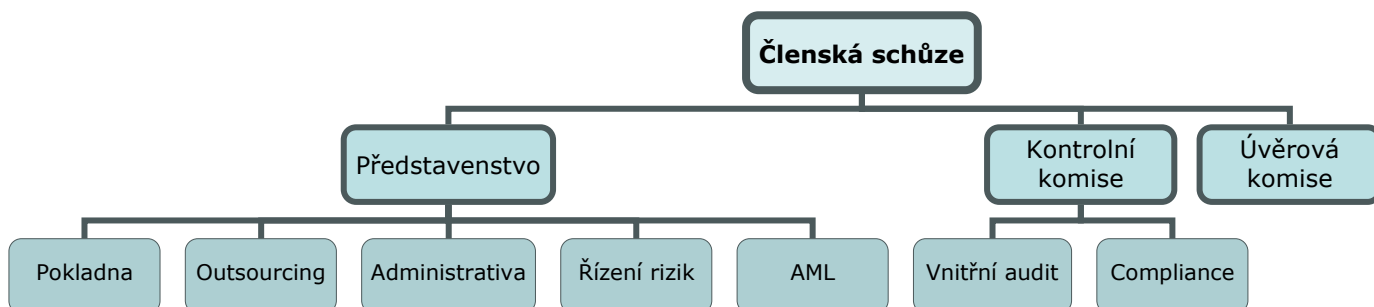 Členská schůze
Představenstvo
Kontrolní
komise
Úvěrová
komise
Pokladna
Outsourcing
Administrativa
Řízení rizik
AML
Vnitřní audit
Compliance